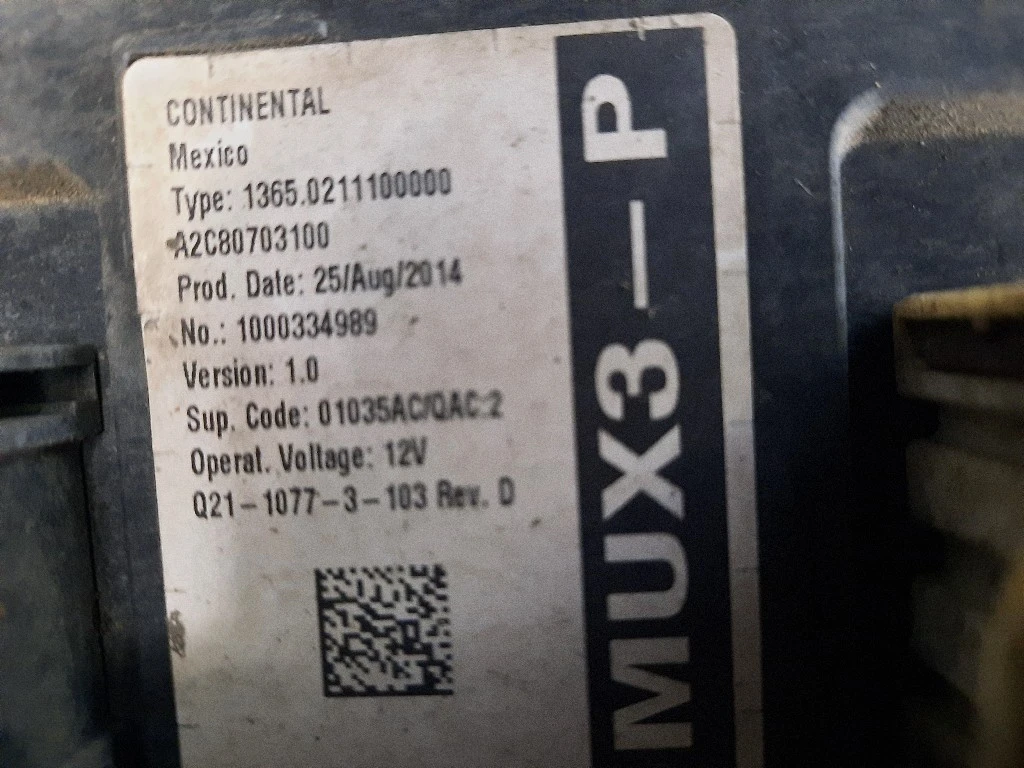 CONTINENTAL
Mexico
Type: 1365.0211100000
A2C80703100
Prod. Date: 25/Aug/2014
No.: 1000334989
Version: 1.0
Sup. Code: 01035AC/QAC:2
Operat. Voltage: 12V
Q21-1077-3-103 Rev. D
MUX3-P